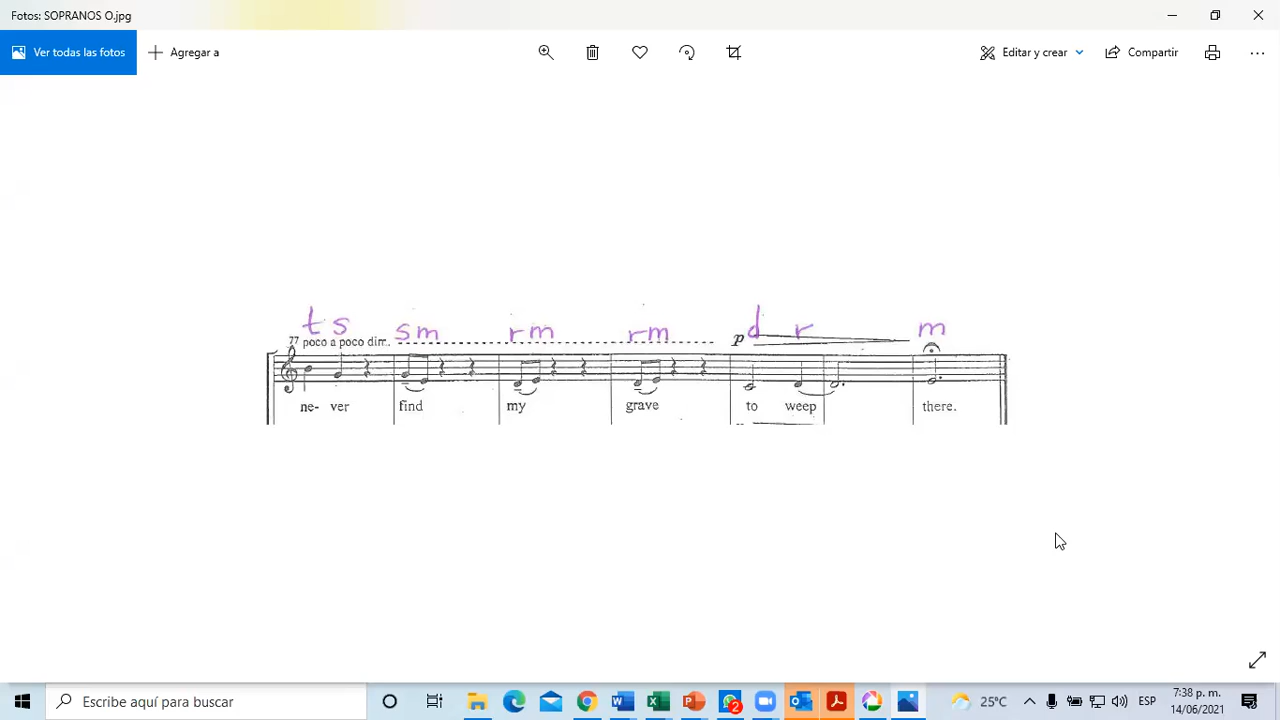 Fotos: SOPRANOS O.jpg
Ver todas las fotos
Agregar a
Editar y crear
Compartir
t s s m r m r m d r m
77 poco a poco dim.
p
ne- ver find my grave to weep there.
Escribe aquí para buscar
2
25°C
ESP
7:38 p. m.
14/06/2021